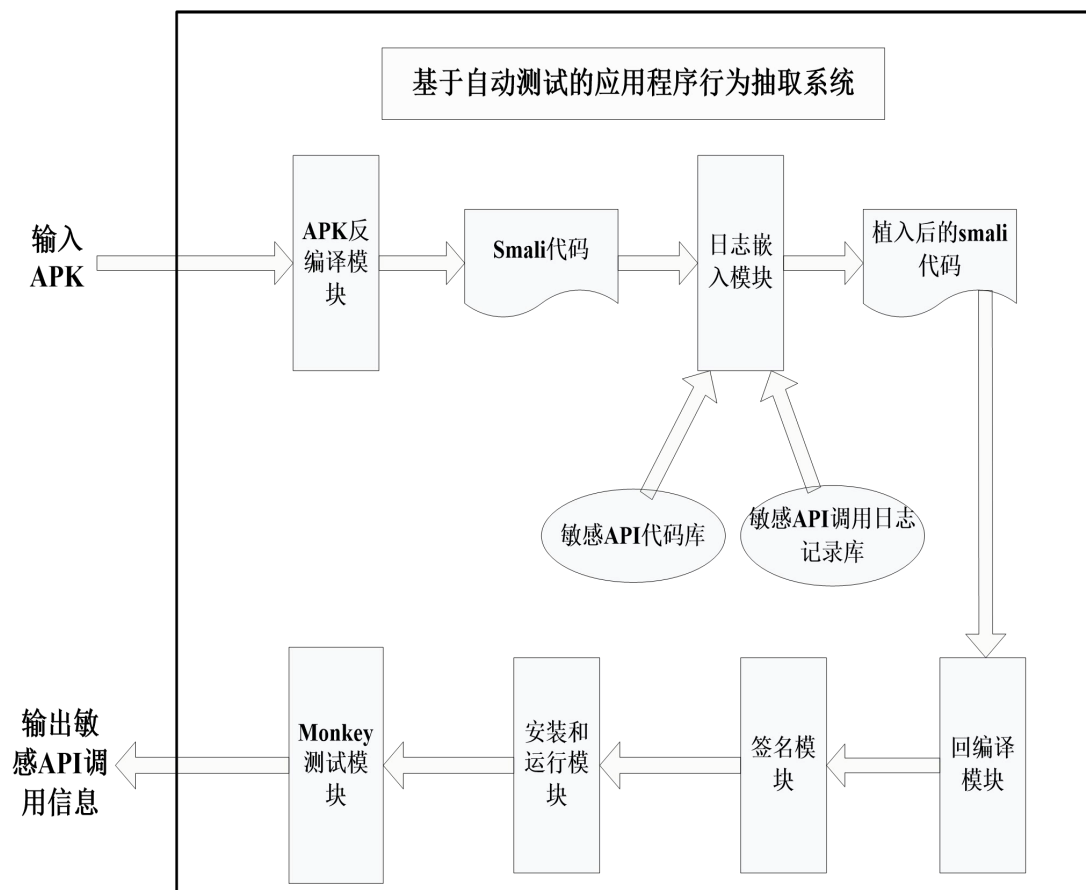 基于自动测试的应用程序行为抽取系统
输入
APK
APK反
编译模
块
Smali代码
日志嵌
入模块
植入后的smali
代码
敏感API代码库
敏感API调用日志
记录库
输出敏
感API调
用信息
Monkey
测试模
块
安装和
运行模
块
签名模
块
回编译
模块